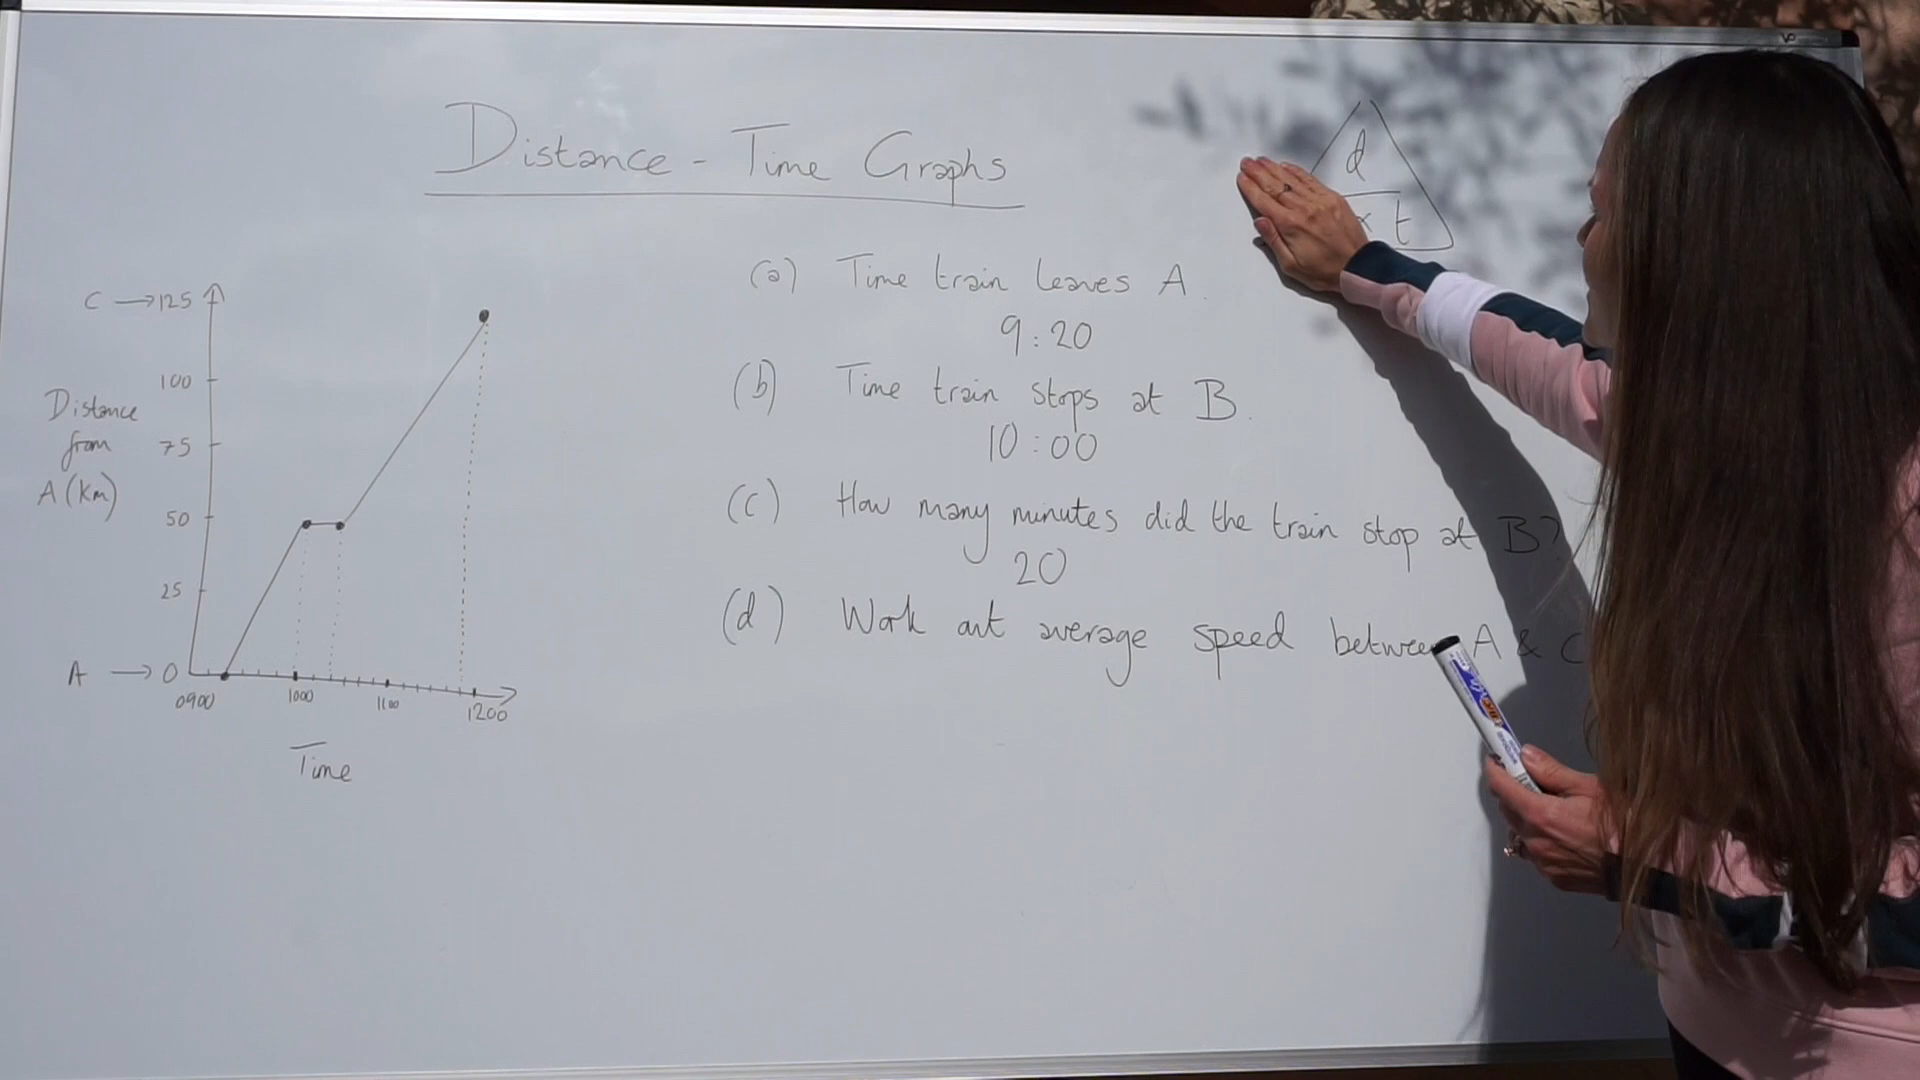 Distance - Time Graphs
d
x t
(a) Time train leaves A.
9:20
(b) Time train stops at B.
10:00
(c) How many minutes did the train stop at B?
20
(d) Work out average speed between A & C
C → 125
100
75
50
25
A → 0
Distance
from
A (Km)
0900 1000 1100 1200
Time
BIC